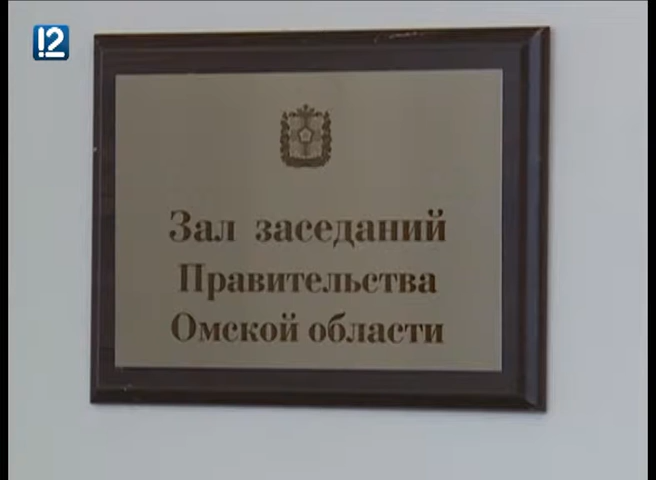 12
Зал заседаний
Правительства
Омской области